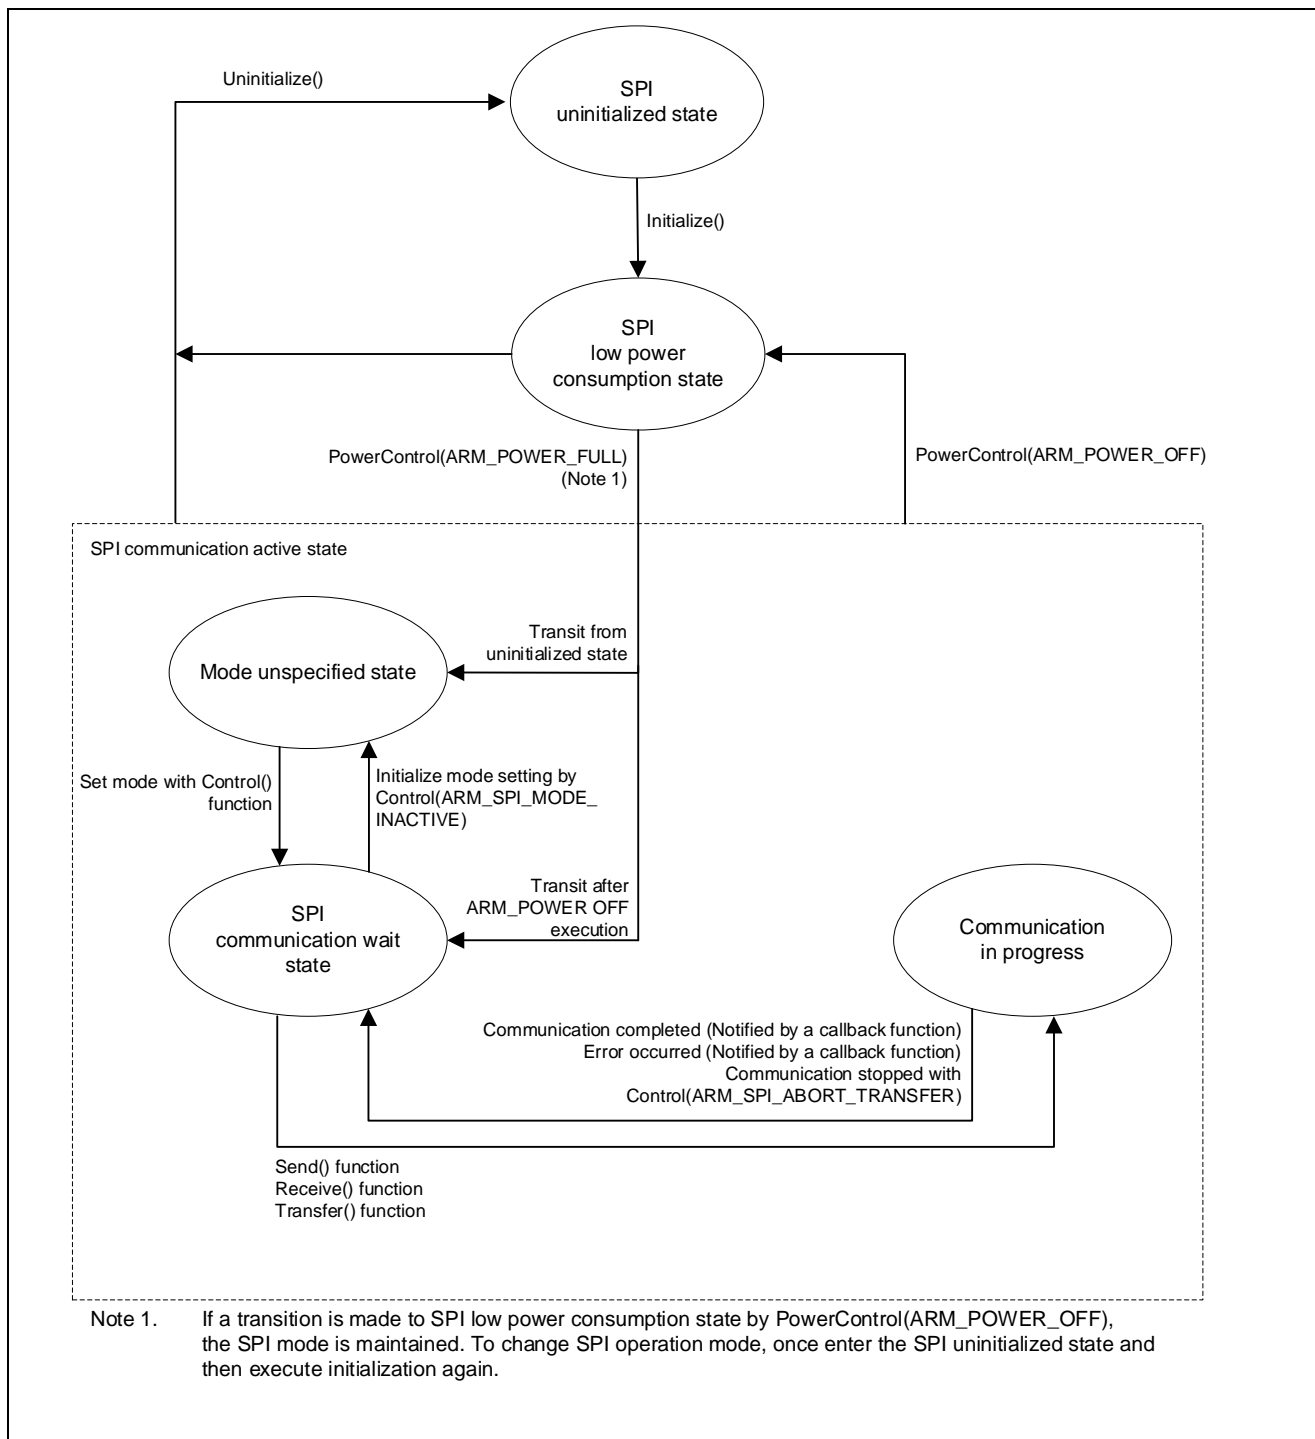 Uninitialize()
SPI
uninitialized state
Initialize()
SPI
low power
consumption state
PowerControl(ARM_POWER_FULL)
(Note 1)
PowerControl(ARM_POWER_OFF)
SPI communication active state
Transit from
uninitialized state
Mode unspecified state
Set mode with Control()
function
Initialize mode setting by
Control(ARM_SPI_MODE_
INACTIVE)
Transit after
ARM_POWER OFF
execution
SPI
communication wait
state
Communication
in progress
Communication completed (Notified by a callback function)
Error occurred (Notified by a callback function)
Communication stopped with
Control(ARM_SPI_ABORT_TRANSFER)
Send() function
Receive() function
Transfer() function
Note 1. If a transition is made to SPI low power consumption state by PowerControl(ARM_POWER_OFF),
the SPI mode is maintained. To change SPI operation mode, once enter the SPI uninitialized state and
then execute initialization again.